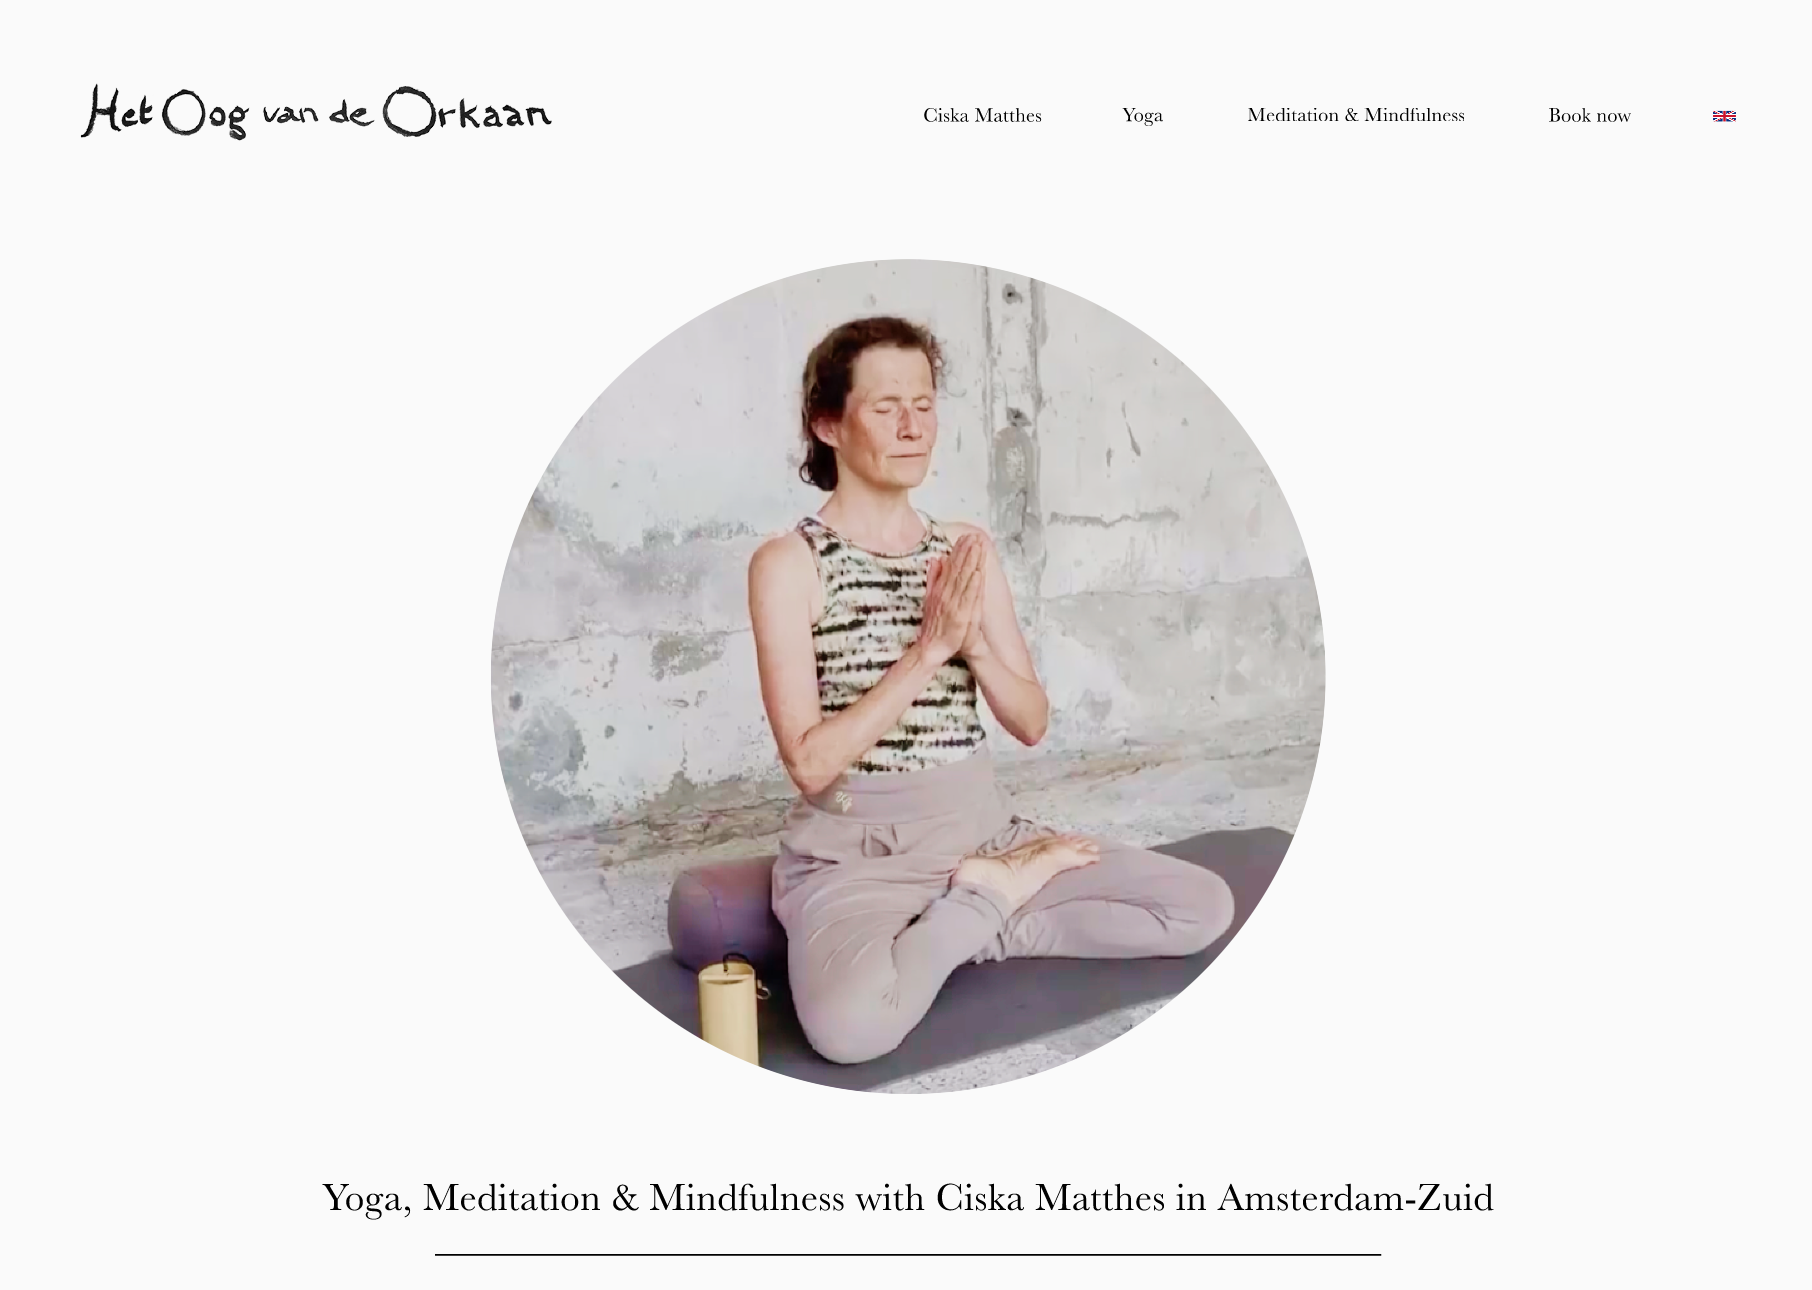 Het Oog van de Orkaan
Ciska Matthes
Yoga
Meditation & Mindfulness
Book now
Yoga, Meditation & Mindfulness with Ciska Matthes in Amsterdam-Zuid